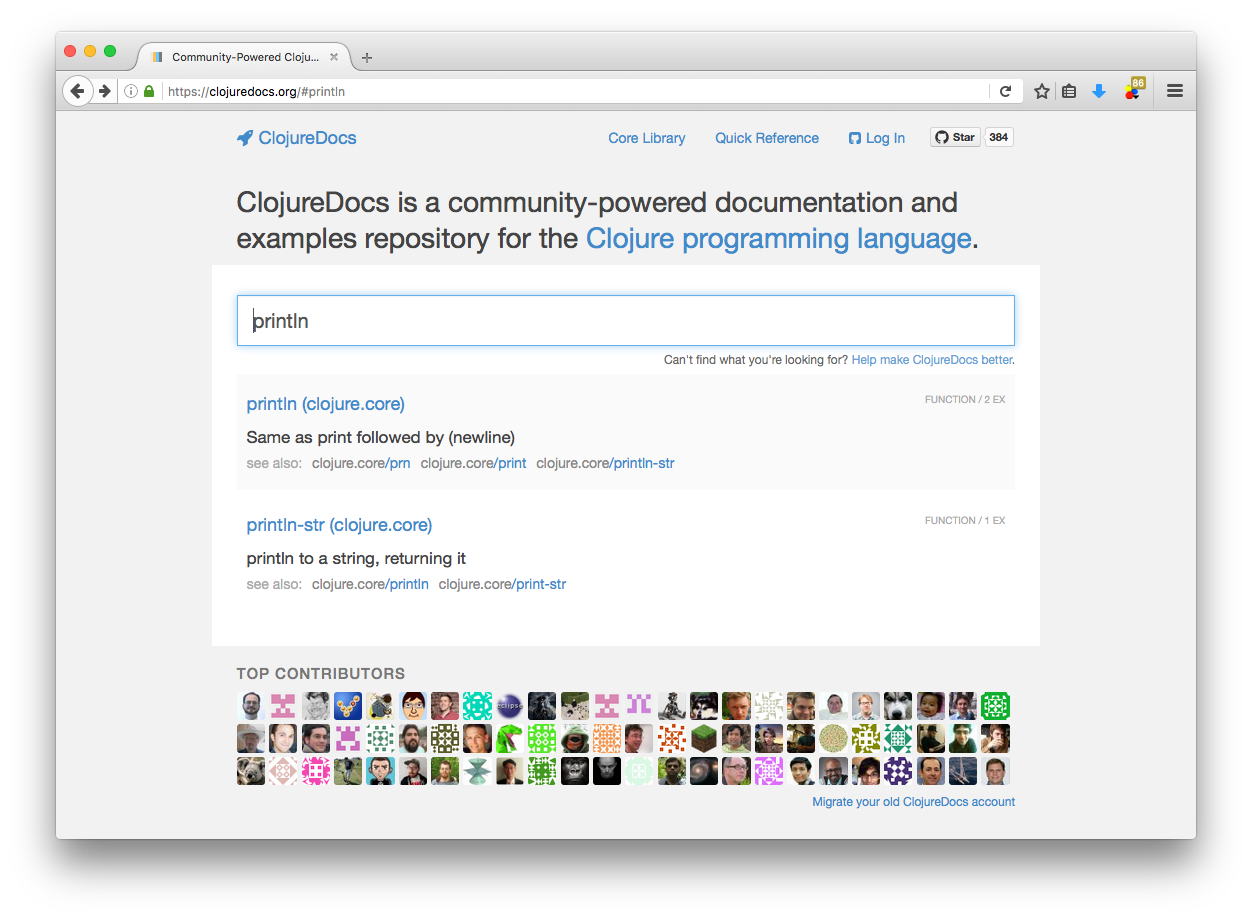 Community-Powered Cloju...
https://clojuredocs.org/#println
86
ClojureDocs
Core Library
Quick Reference
Log In
Star
384
ClojureDocs is a community-powered documentation and
examples repository for the Clojure programming language.
println
Can't find what you're looking for? Help make ClojureDocs better.
println (clojure.core)
FUNCTION / 2 EX
Same as print followed by (newline)
see also: clojure.core/prn clojure.core/print clojure.core/println-str
println-str (clojure.core)
FUNCTION / 1 EX
println to a string, returning it
see also: clojure.core/println clojure.core/print-str
TOP CONTRIBUTORS
eclipse
Migrate your old ClojureDocs account